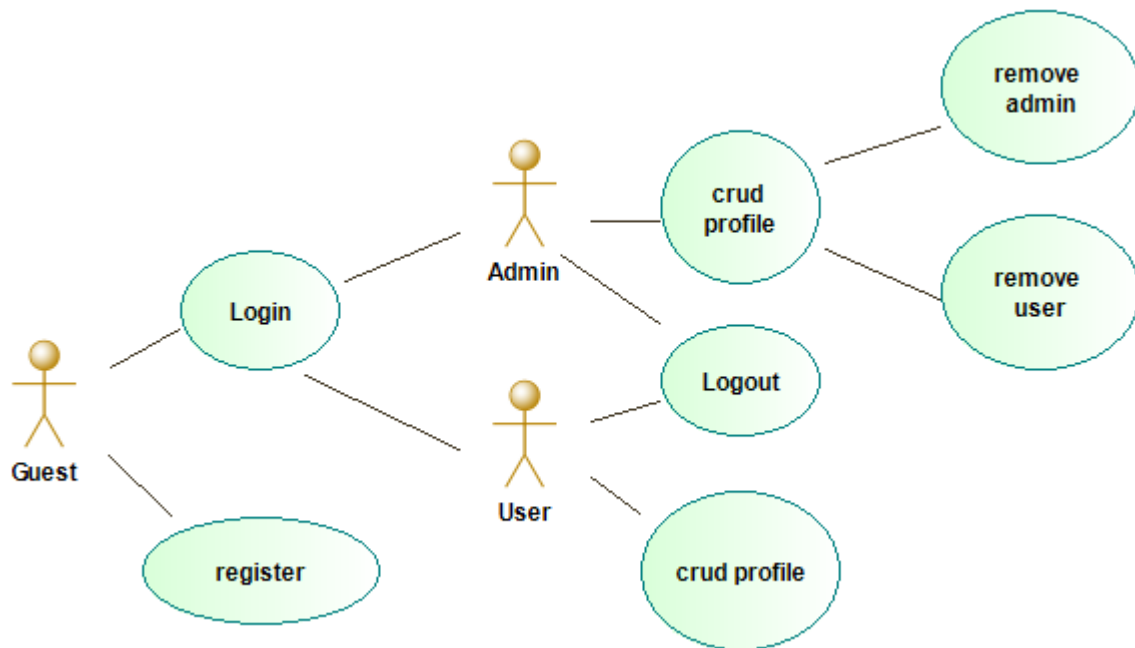 remove
admin
crud
profile
Admin
remove
user
Login
Logout
Guest
User
register
crud profile